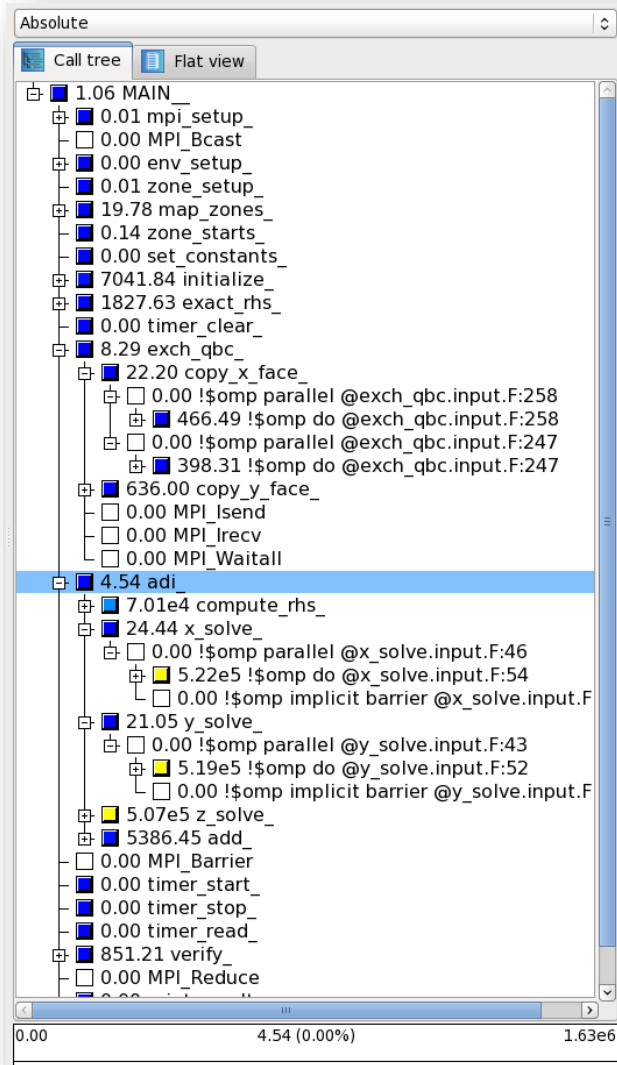 Absolute
Call tree Flat view
1.06 MAIN__
0.01 mpi_setup_
0.00 MPI_Bcast
0.00 env_setup_
0.01 zone_setup_
19.78 map_zones_
0.14 zone_starts_
0.00 set_constants_
7041.84 initialize_
1827.63 exact_rhs_
0.00 timer_clear_
8.29 exch_qbc_
22.20 copy_x_face_
0.00 !$omp parallel @exch_qbc.input.F:258
466.49 !$omp do @exch_qbc.input.F:258
0.00 !$omp parallel @exch_qbc.input.F:247
398.31 !$omp do @exch_qbc.input.F:247
636.00 copy_y_face_
0.00 MPI_Isend
0.00 MPI_Irecv
0.00 MPI_Waitall
4.54 adi_
7.01e4 compute_rhs_
24.44 x_solve_
0.00 !$omp parallel @x_solve.input.F:46
5.22e5 !$omp do @x_solve.input.F:54
0.00 !$omp implicit barrier @x_solve.input.F
21.05 y_solve_
0.00 !$omp parallel @y_solve.input.F:43
5.19e5 !$omp do @y_solve.input.F:52
0.00 !$omp implicit barrier @y_solve.input.F
5.07e5 z_solve_
5386.45 add_
0.00 MPI_Barrier
0.00 timer_start_
0.00 timer_stop_
0.00 timer_read_
851.21 verify_
0.00 MPI_Reduce
0.00 4.54 (0.00%) 1.63e6